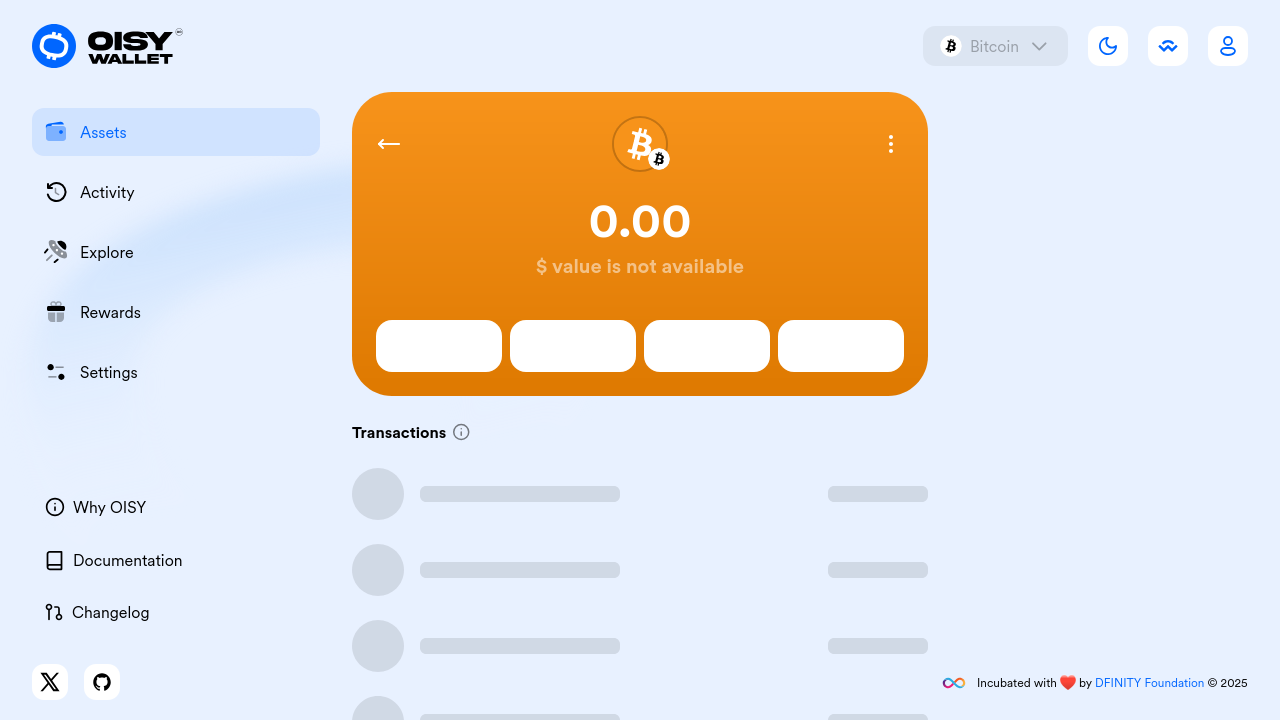 OISY
WALLET
Bitcoin
Assets
Activity
Explore
Rewards
Settings
0.00
$ value is not available
Transactions
Why OISY
Documentation
Changelog
Incubated with ❤️ by DFINITY Foundation © 2025